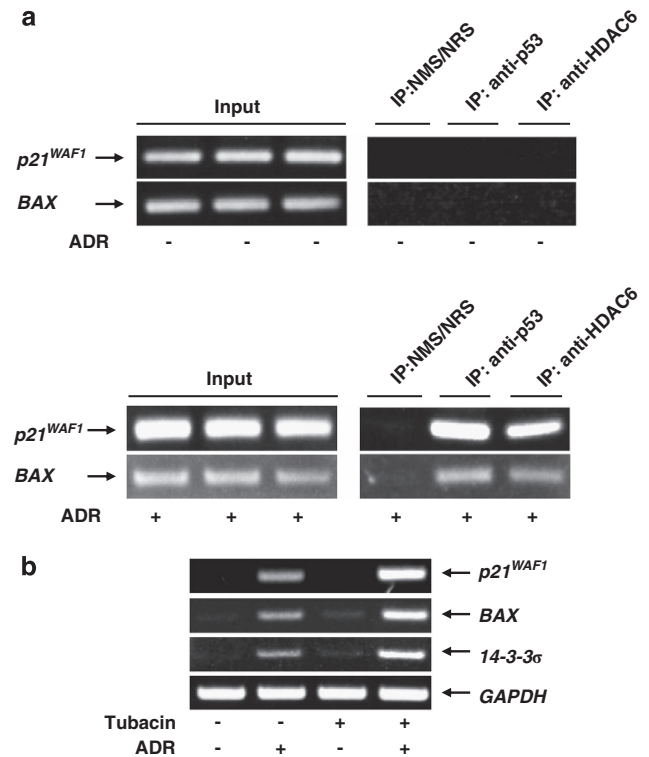 a
Input
IP:NMS/NRS
IP: anti-p53
IP: anti-HDAC6
p21WAF1
BAX
ADR - - - - - -
Input
IP:NMS/NRS
IP: anti-p53
IP: anti-HDAC6
p21WAF1
BAX
ADR + + + + + +
b
p21WAF1
BAX
14-3-3σ
GAPDH
Tubacin - - + +
ADR - + - +